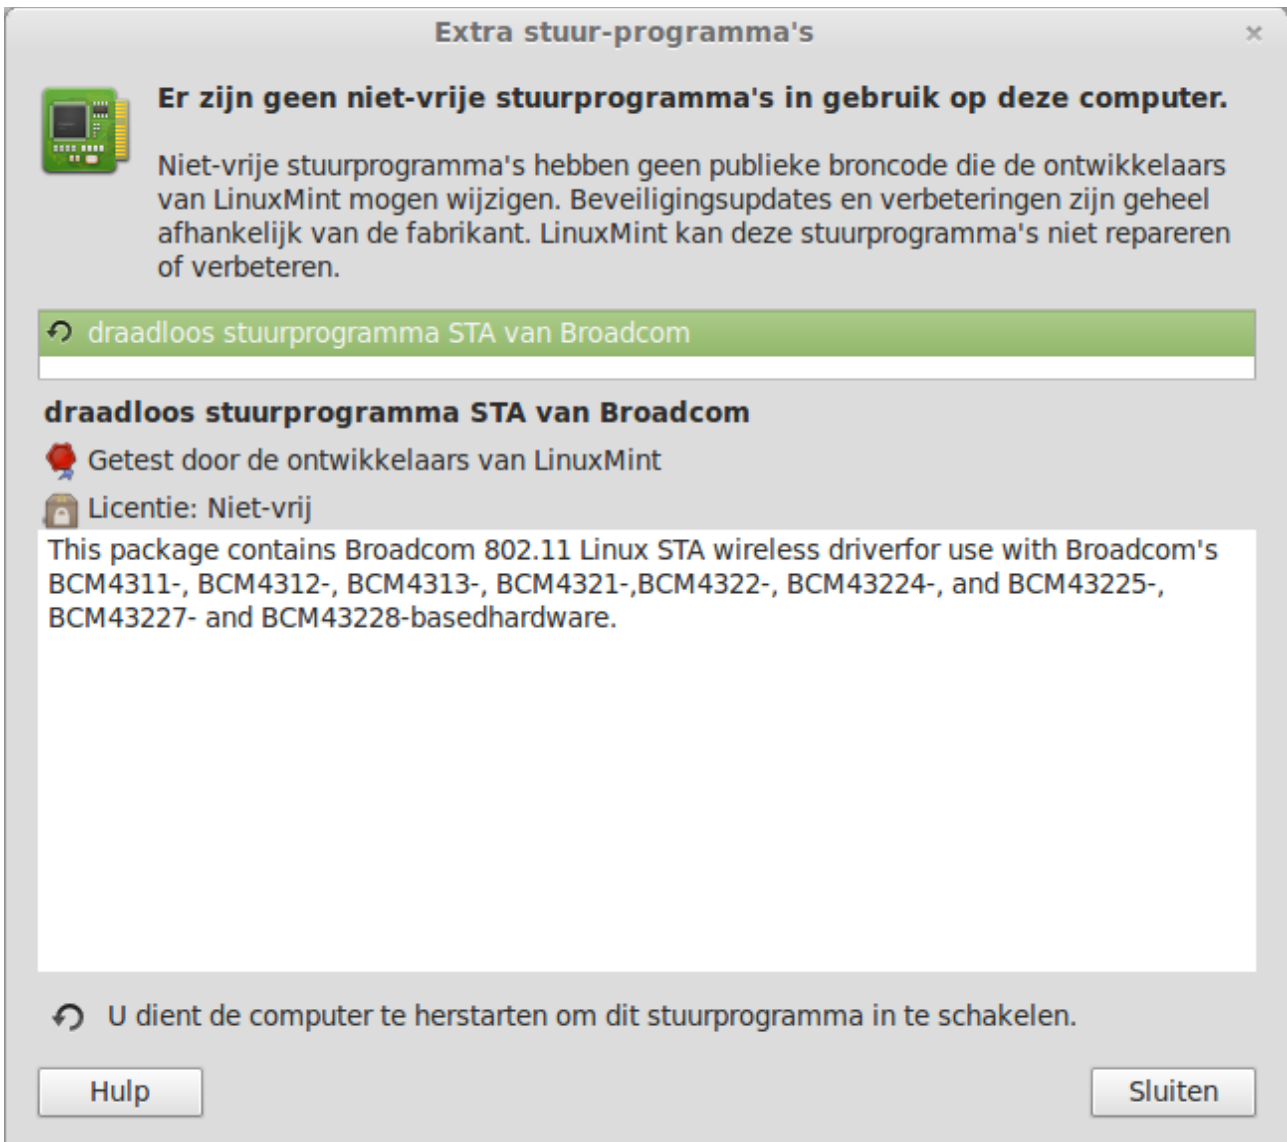 Extra stuur-programma's
Er zijn geen niet-vrije stuurprogramma's in gebruik op deze computer.
Niet-vrije stuurprogramma's hebben geen publieke broncode die de ontwikkelaars
van LinuxMint mogen wijzigen. Beveiligingsupdates en verbeteringen zijn geheel
afhankelijk van de fabrikant. LinuxMint kan deze stuurprogramma's niet repareren
of verbeteren.
draadloos stuurprogramma STA van Broadcom
draadloos stuurprogramma STA van Broadcom
Getest door de ontwikkelaars van LinuxMint
Licentie: Niet-vrij
This package contains Broadcom 802.11 Linux STA wireless driverfor use with Broadcom's
BCM4311-, BCM4312-, BCM4313-, BCM4321-,BCM4322-, BCM43224-, and BCM43225-,
BCM43227- and BCM43228-basedhardware.
U dient de computer te herstarten om dit stuurprogramma in te schakelen.
Hulp
Sluiten